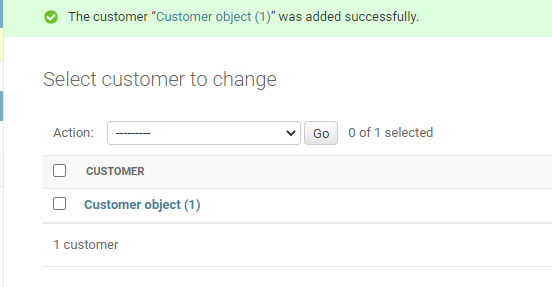 The customer “Customer object (1)” was added successfully.
Select customer to change
Action: --------- Go 0 of 1 selected
CUSTOMER
Customer object (1)
1 customer